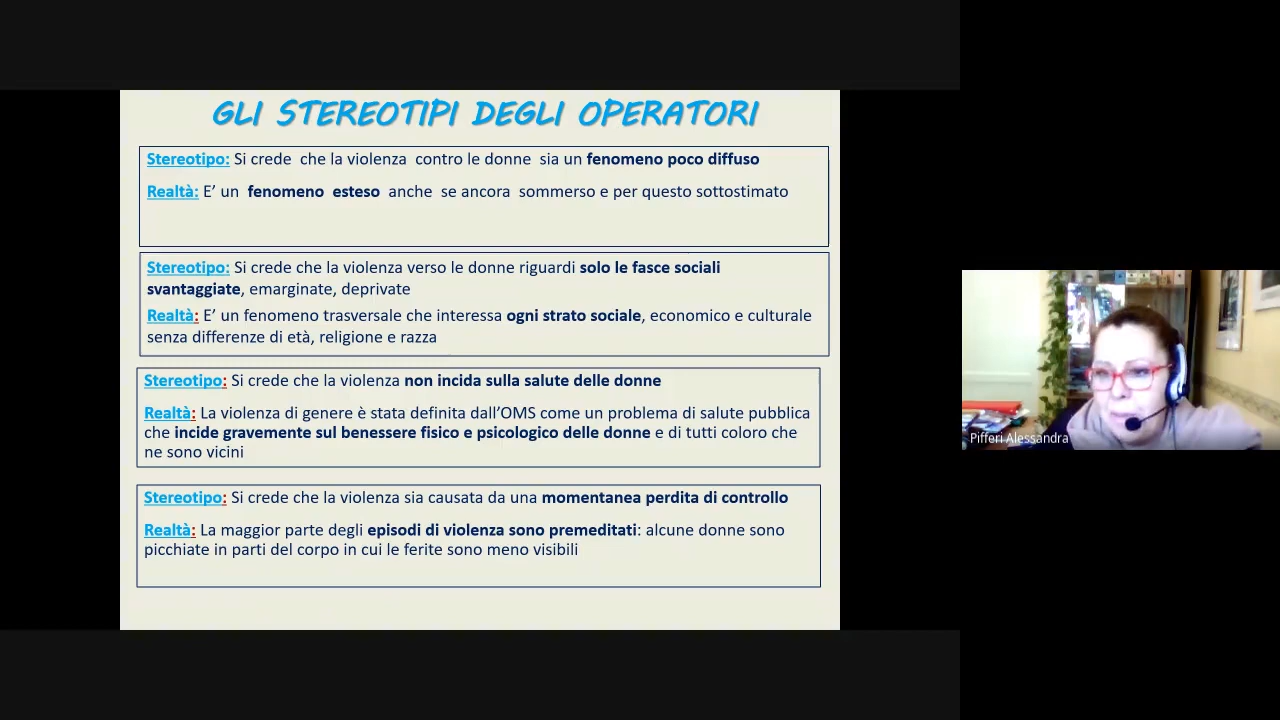 GLI STEREOTIPI DEGLI OPERATORI
Stereotipo: Si crede che la violenza contro le donne sia un fenomeno poco diffuso
Realtà: E' un fenomeno esteso anche se ancora sommerso e per questo sottostimato
Stereotipo: Si crede che la violenza verso le donne riguardi solo le fasce sociali
svantaggiate, emarginate, deprivate
Realtà: E' un fenomeno trasversale che interessa ogni strato sociale, economico e culturale
senza differenze di età, religione e razza
Stereotipo: Si crede che la violenza non incida sulla salute delle donne
Realtà: La violenza di genere è stata definita dall'OMS come un problema di salute pubblica
che incide gravemente sul benessere fisico e psicologico delle donne e di tutti coloro che
ne sono vicini
Stereotipo: Si crede che la violenza sia causata da una momentanea perdita di controllo
Realtà: La maggior parte degli episodi di violenza sono premeditati: alcune donne sono
picchiate in parti del corpo in cui le ferite sono meno visibili
Pifferi Alessandra